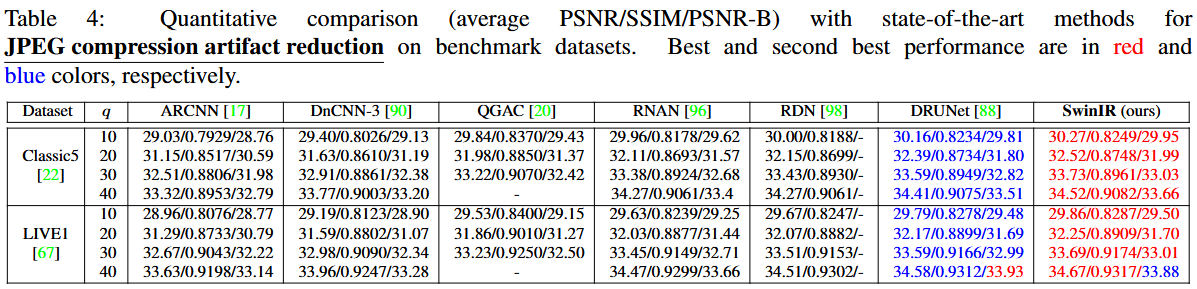 Table 4: Quantitative comparison (average PSNR/SSIM/PSNR-B) with state-of-the-art methods for
JPEG compression artifact reduction on benchmark datasets. Best and second best performance are in red and
blue colors, respectively.
Dataset q ARCNN [17] DnCNN-3 [90] QGAC [20] RNAN [96] RDN [98] DRUNet [88] SwinIR (ours)
Classic5 [22] 10 29.03/0.7929/28.76 29.40/0.8026/29.13 29.84/0.8370/29.43 29.96/0.8178/29.62 30.00/0.8188/- 30.16/0.8234/29.81 30.27/0.8249/29.95
20 31.15/0.8517/30.59 31.63/0.8610/31.19 31.98/0.8850/31.37 32.11/0.8693/31.57 32.15/0.8699/- 32.39/0.8734/31.80 32.52/0.8748/31.99
30 32.51/0.8806/31.98 32.91/0.8861/32.38 33.22/0.9070/32.42 33.38/0.8924/32.68 33.43/0.8930/- 33.59/0.8949/32.82 33.73/0.8961/33.03
40 33.32/0.8953/32.79 33.77/0.9003/33.20 - 34.27/0.9061/33.4 34.27/0.9061/- 34.41/0.9075/33.51 34.52/0.9082/33.66
LIVE1 [67] 10 28.96/0.8076/28.77 29.19/0.8123/28.90 29.53/0.8400/29.15 29.63/0.8239/29.25 29.67/0.8247/- 29.79/0.8278/29.48 29.86/0.8287/29.50
20 31.29/0.8733/30.79 31.59/0.8802/31.07 31.86/0.9010/31.27 32.03/0.8877/31.44 32.07/0.8882/- 32.17/0.8899/31.69 32.25/0.8909/31.70
30 32.67/0.9043/32.22 32.98/0.9090/32.34 33.23/0.9250/32.50 33.45/0.9149/32.71 33.51/0.9153/- 33.59/0.9166/32.99 33.69/0.9174/33.01
40 33.63/0.9198/33.14 33.96/0.9247/33.28 - 34.47/0.9299/33.66 34.51/0.9302/- 34.58/0.9312/33.93 34.67/0.9317/33.88